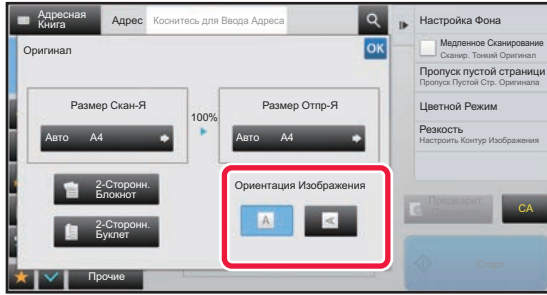 Адресная
Книга
Адрес
Коснитесь для Ввода Адреса
Оригинал
OK
Размер Скан-Я
Авто A4
100%
Размер Отпр-Я
Авто A4
2-Сторонн.
Блокнот
2-Сторонн.
Буклет
Ориентация Изображения
A
A
Прочие
Настройка Фона
Медленное Сканирование
Сканир. Тонкий Оригинал
Пропуск пустой страници
Пропуск Пустой Стр. Оригинала
Цветной Режим
Резкость
Настроить Контур Изображения
Предварит.
CA
Старт